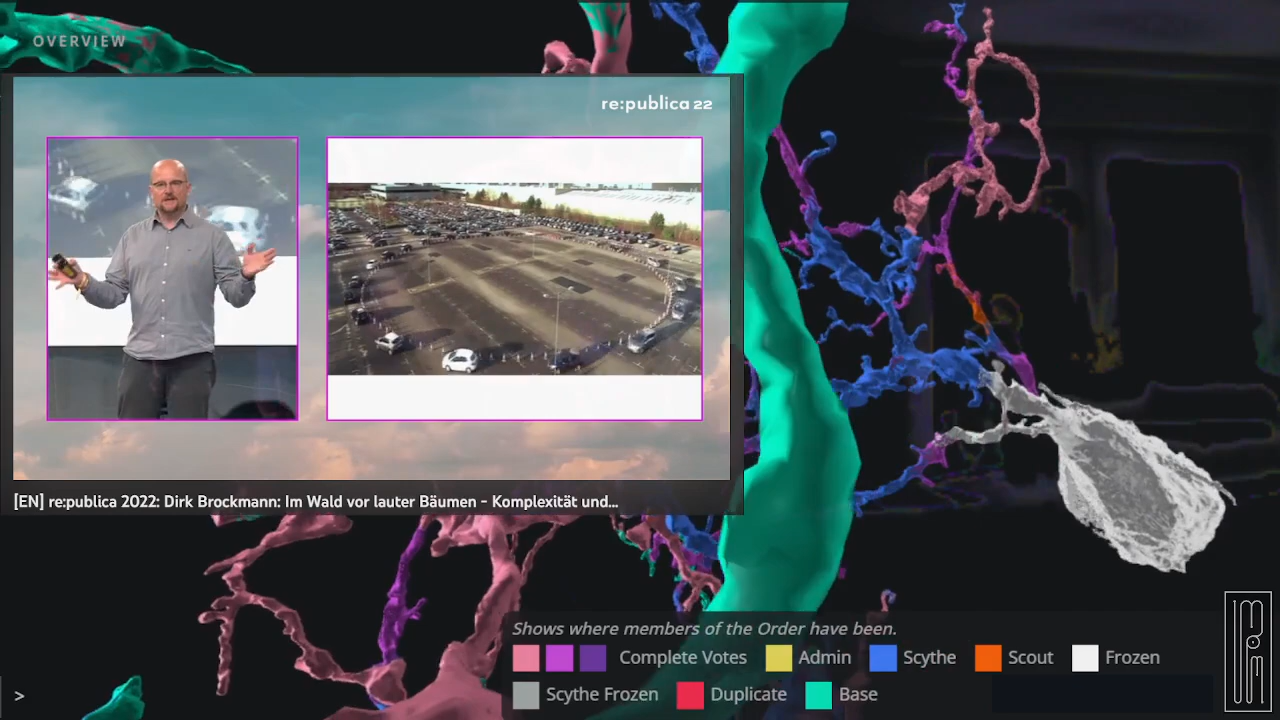 OVERVIEW
re:publica 22
[EN] re:publica 2022: Dirk Brockmann: Im Wald vor lauter Bäumen – Komplexität und...
Shows where members of the Order have been.
Complete Votes Admin Scythe Scout Frozen
Scythe Frozen Duplicate Base
>